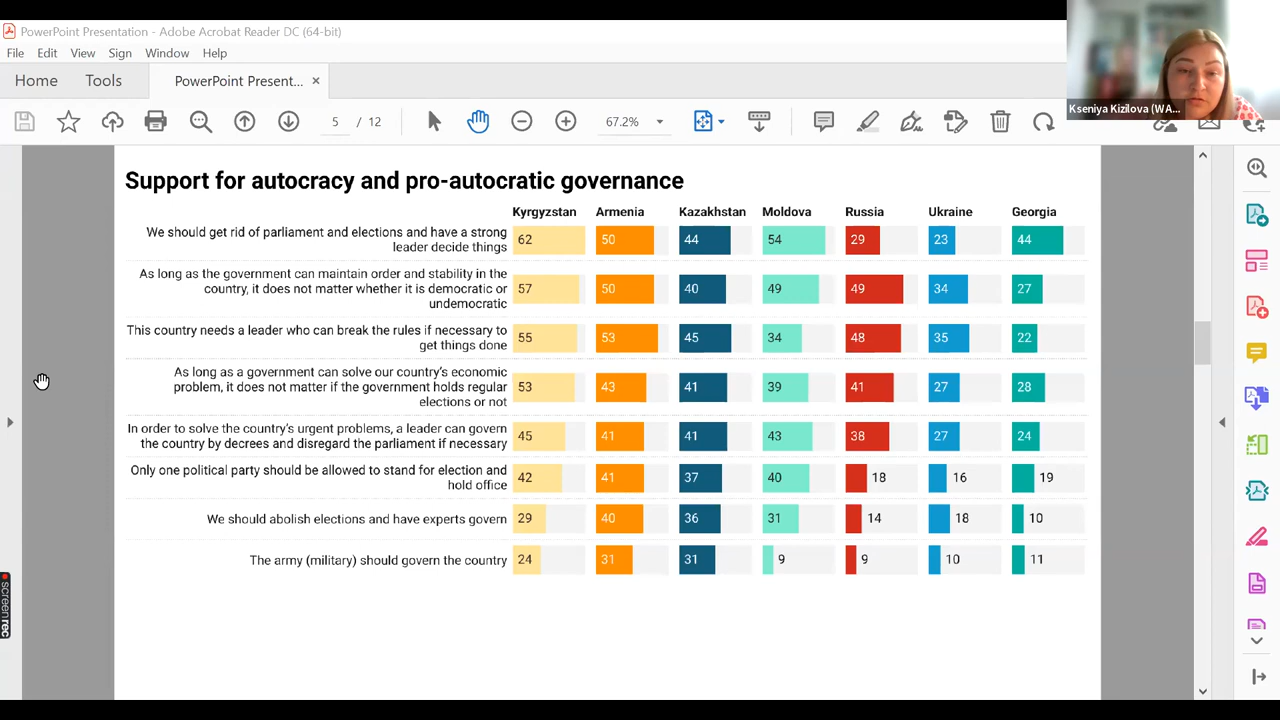 PowerPoint Presentation - Adobe Acrobat Reader DC (64-bit)
File Edit View Sign Window Help
Home Tools PowerPoint Present... ×
5 / 12 67.2%
Kseniya Kizilova (WA...
Support for autocracy and pro-autocratic governance
Kyrgyzstan Armenia Kazakhstan Moldova Russia Ukraine Georgia
We should get rid of parliament and elections and have a strong
leader decide things
62 50 44 54 29 23 44
As long as the government can maintain order and stability in the
country, it does not matter whether it is democratic or
undemocratic
57 50 40 49 49 34 27
This country needs a leader who can break the rules if necessary to
get things done
55 53 45 34 48 35 22
As long as a government can solve our country's economic
problem, it does not matter if the government holds regular
elections or not
53 43 41 39 41 27 28
In order to solve the country's urgent problems, a leader can govern
the country by decrees and disregard the parliament if necessary
45 41 41 43 38 27 24
Only one political party should be allowed to stand for election and
hold office
42 41 37 40 18 16 19
We should abolish elections and have experts govern
29 40 36 31 14 18 10
The army (military) should govern the country
24 31 31 9 9 10 11
screenrec